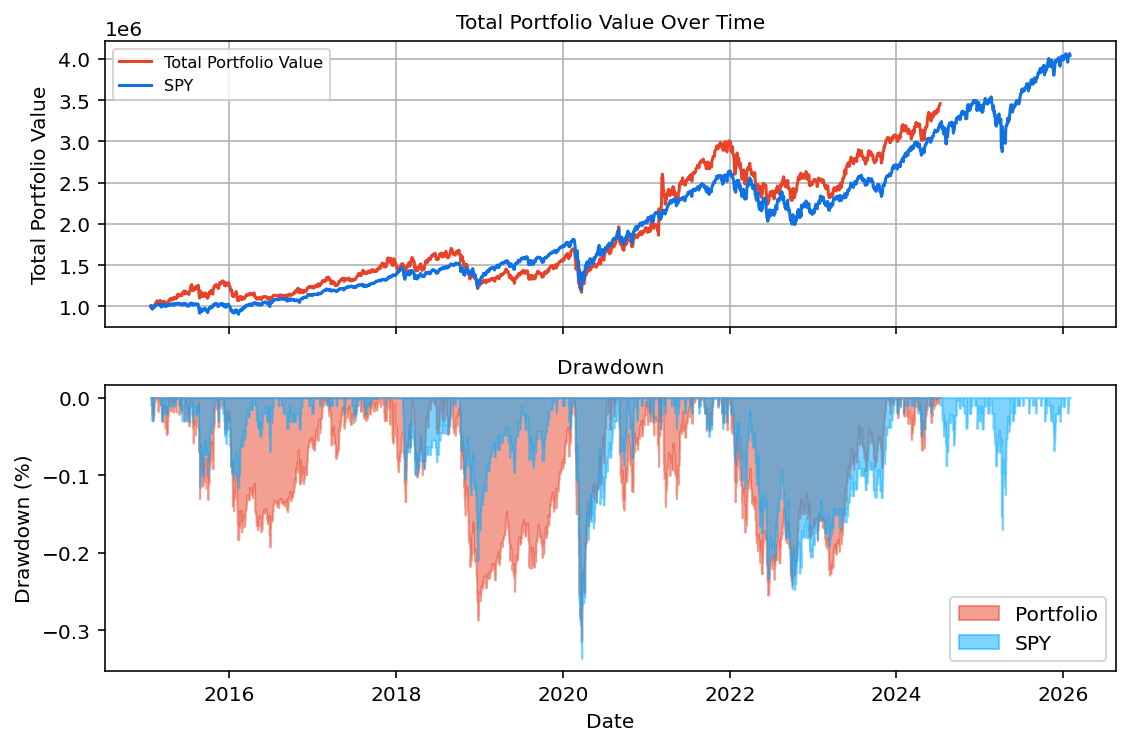 Total Portfolio Value Over Time
1e6
Total Portfolio Value
SPY
4.0
3.5
3.0
2.5
2.0
1.5
1.0
Total Portfolio Value
Drawdown
0.0
−0.1
−0.2
−0.3
Drawdown (%)
Portfolio
SPY
2016 2018 2020 2022 2024 2026
Date